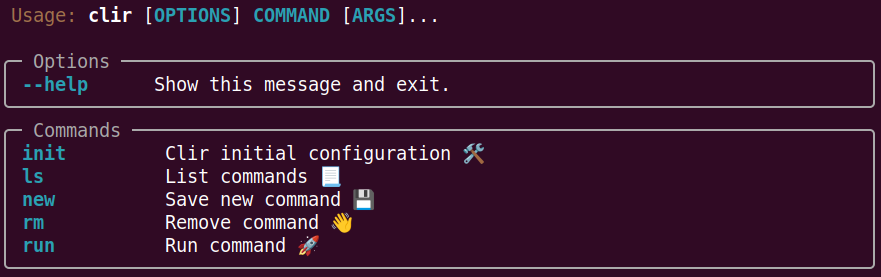 Usage: clir [OPTIONS] COMMAND [ARGS]...
Options
--help Show this message and exit.
Commands
init Clir initial configuration 🛠️
ls List commands 📃
new Save new command 💾
rm Remove command 👋
run Run command 🚀